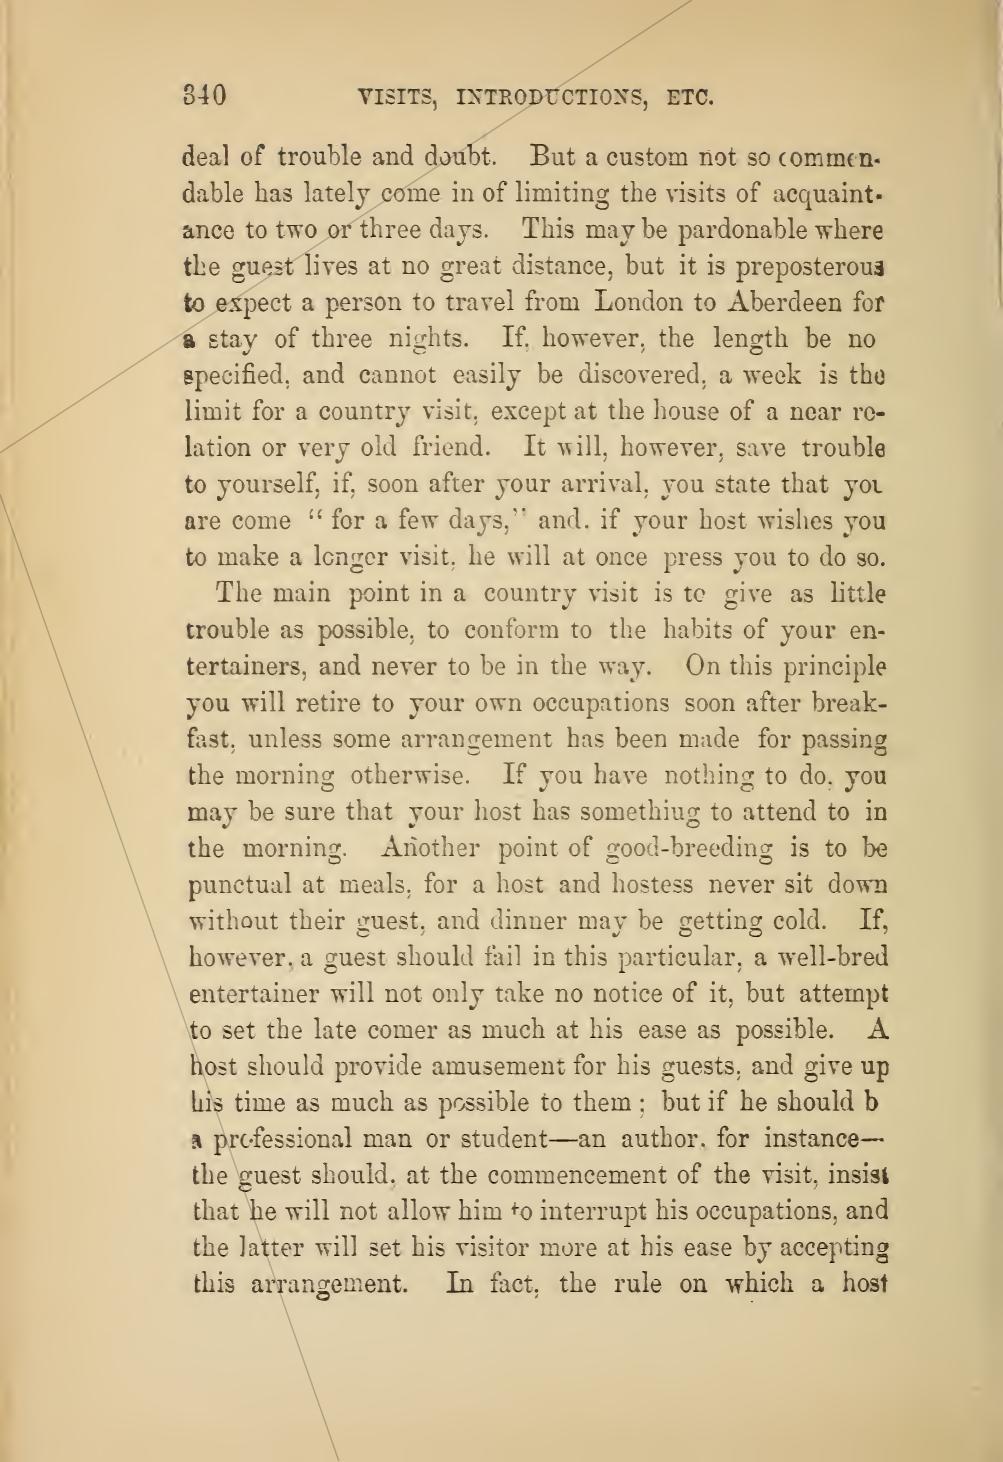 340 VISITS, INTRODUCTIONS, ETC.
deal of trouble and doubt. But a custom not so commen-
dable has lately come in of limiting the visits of acquaint-
ance to two or three days. This may be pardonable where
the guest lives at no great distance, but it is preposterous
to expect a person to travel from London to Aberdeen for
a stay of three nights. If, however, the length be no
specified, and cannot easily be discovered, a week is the
limit for a country visit, except at the house of a near re-
lation or very old friend. It will, however, save trouble
to yourself, if, soon after your arrival, you state that you
are come "for a few days," and, if your host wishes you
to make a longer visit, he will at once press you to do so.
The main point in a country visit is to give as little
trouble as possible, to conform to the habits of your en-
tertainers, and never to be in the way. On this principle
you will retire to your own occupations soon after break-
fast, unless some arrangement has been made for passing
the morning otherwise. If you have nothing to do, you
may be sure that your host has something to attend to in
the morning. Another point of good-breeding is to be
punctual at meals, for a host and hostess never sit down
without their guest, and dinner may be getting cold. If,
however, a guest should fail in this particular, a well-bred
entertainer will not only take no notice of it, but attempt
to set the late comer as much at his ease as possible. A
host should provide amusement for his guests, and give up
his time as much as possible to them; but if he should b
a professional man or student—an author, for instance—
the guest should, at the commencement of the visit, insist
that he will not allow him to interrupt his occupations, and
the latter will set his visitor more at his ease by accepting
this arrangement. In fact, the rule on which a host